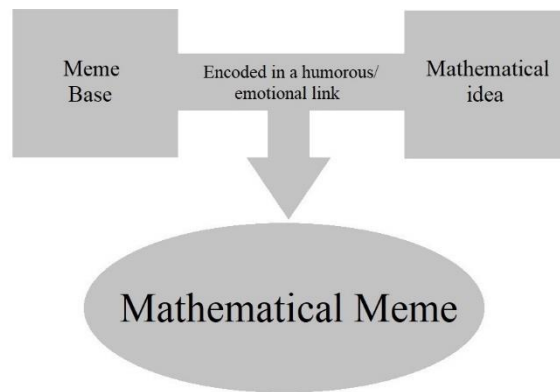 Meme
Base
Encoded in a humorous/
emotional link
Mathematical
idea
Mathematical Meme